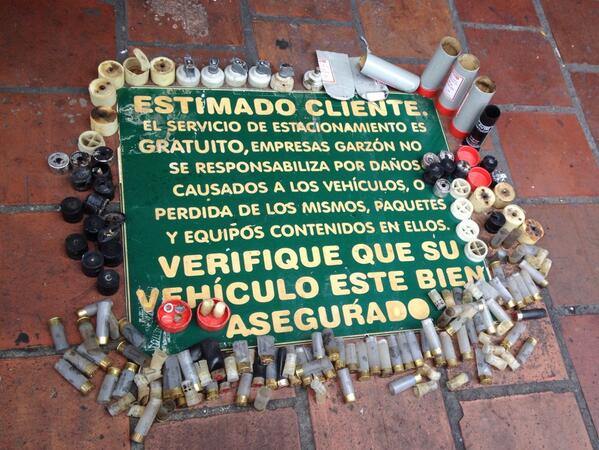 ESTIMADO CLIENTE.
EL SERVICIO DE ESTACIONAMIENTO ES
GRATUITO, EMPRESAS GARZÓN NO
SE RESPONSABILIZA POR DAÑOS
CAUSADOS A LOS VEHÍCULOS, O
PERDIDA DE LOS MISMOS, PAQUETES
Y EQUIPOS CONTENIDOS EN ELLOS.
VERIFIQUE QUE SU
VEHÍCULO ESTE BIEN
ASEGURADO